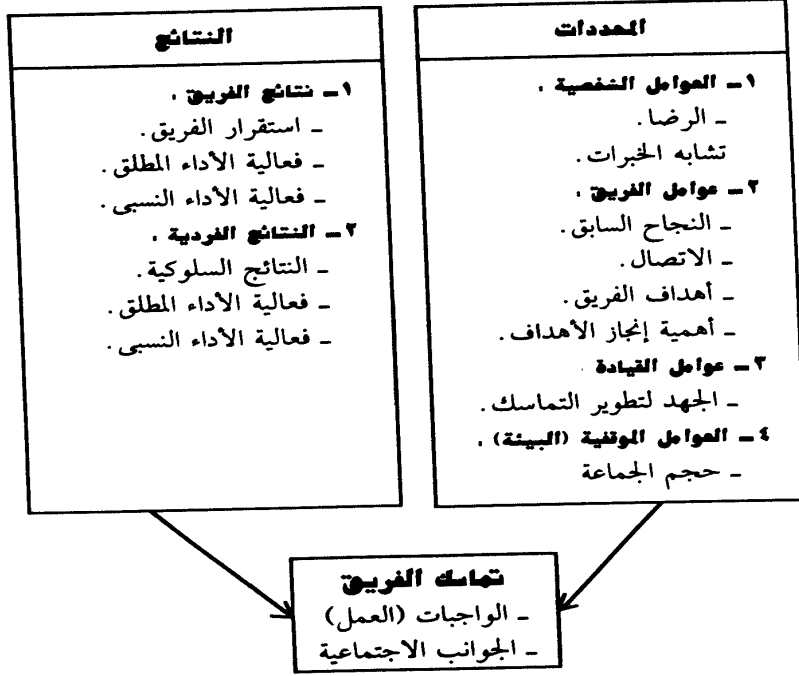 المحددات
١ ـ العوامل الشخصية .
ـ الرضا .
تشابه الخبرات .
٢ ـ عوامل الفريق .
ـ النجاح السابق .
ـ الاتصال .
ـ أهداف الفريق .
ـ أهمية إنجاز الأهداف .
٣ ـ عوامل القيادة
ـ الجهد لتطوير التماسك .
٤ ـ العوامل الموقفية (البيئة) .
ـ حجم الجماعة
النتائج
١ ـ نتائج الفريق .
ـ استقرار الفريق .
ـ فعالية الأداء المطلق .
ـ فعالية الأداء النسبى .
٢ ـ النتائج الفردية .
ـ النتائج السلوكية .
ـ فعالية الأداء المطلق .
ـ فعالية الأداء النسبى .
تماسك الفريق
ـ الواجبات (العمل)
ـ الجوانب الاجتماعية